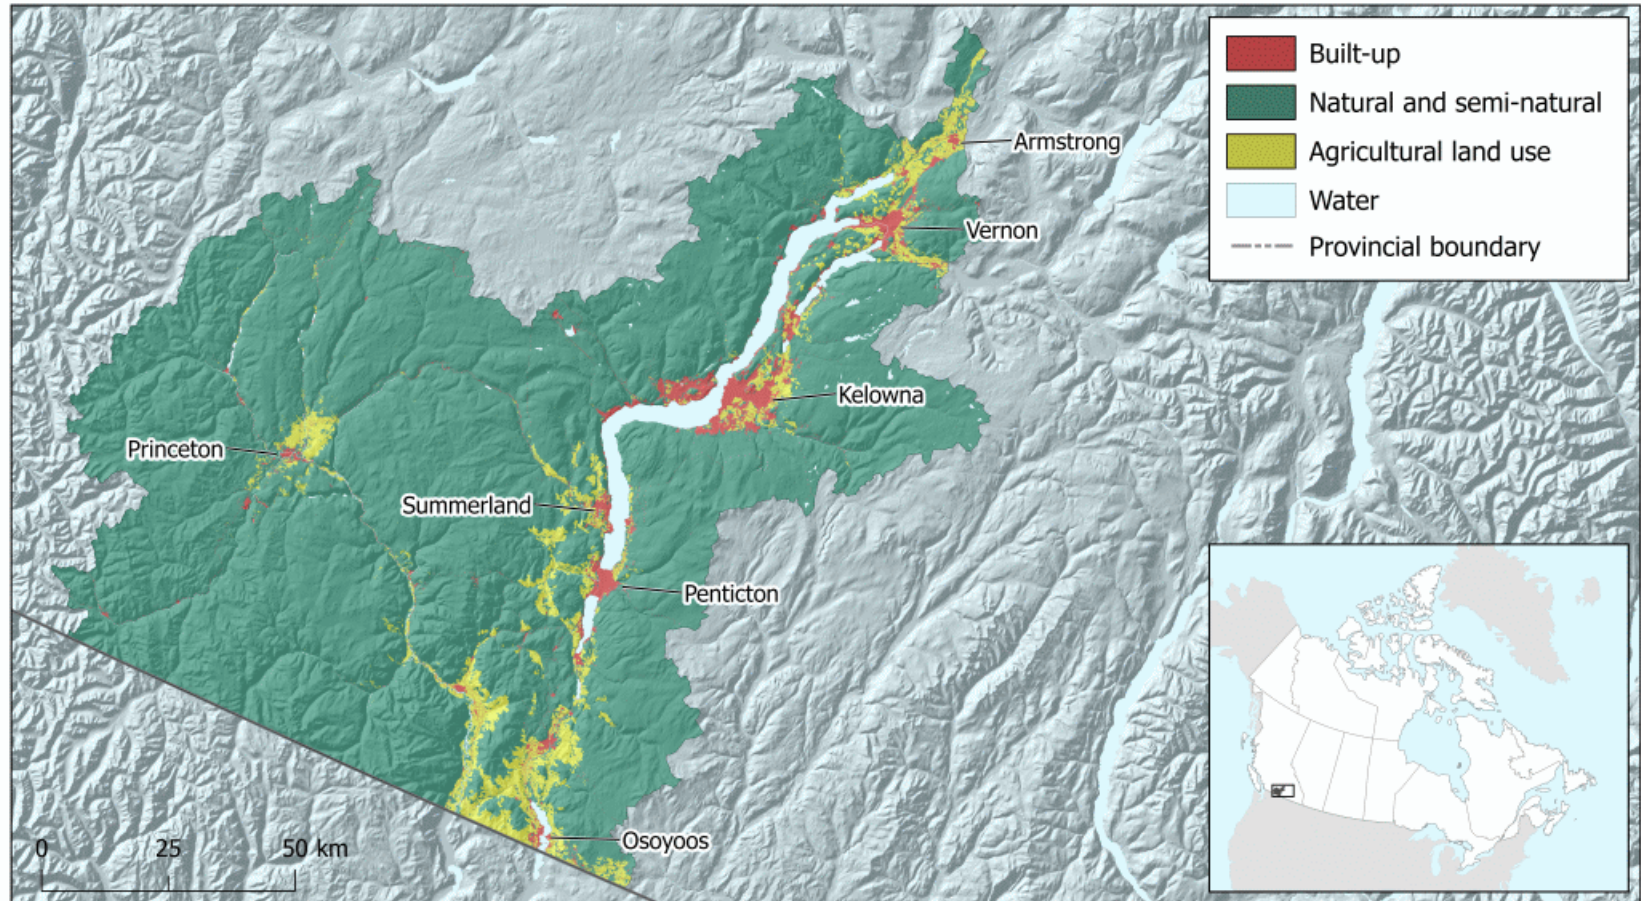 Built-up
Natural and semi-natural
Agricultural land use
Water
Provincial boundary
Armstrong
Vernon
Kelowna
Princeton
Summerland
Penticton
Osoyoos
0 25 50 km